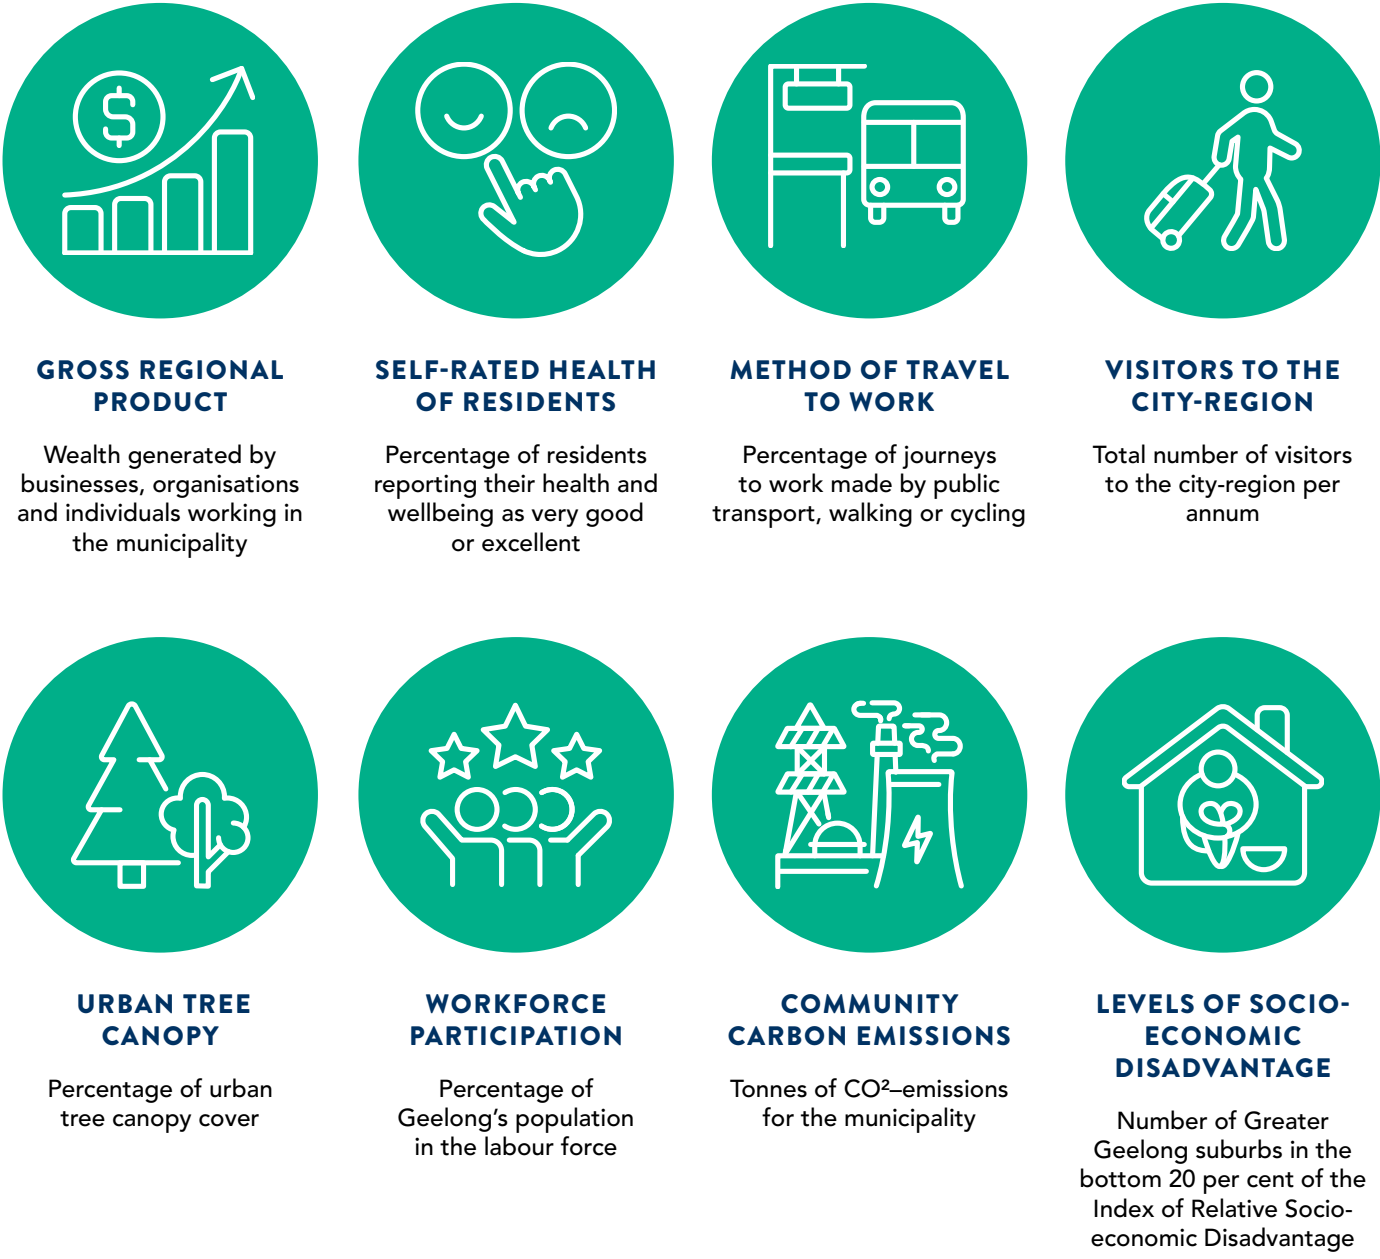 $
GROSS REGIONAL
PRODUCT
Wealth generated by
businesses, organisations
and individuals working in
the municipality
SELF-RATED HEALTH
OF RESIDENTS
Percentage of residents
reporting their health and
wellbeing as very good
or excellent
METHOD OF TRAVEL
TO WORK
Percentage of journeys
to work made by public
transport, walking or cycling
VISITORS TO THE
CITY-REGION
Total number of visitors
to the city-region per
annum
URBAN TREE
CANOPY
Percentage of urban
tree canopy cover
WORKFORCE
PARTICIPATION
Percentage of
Geelong’s population
in the labour force
COMMUNITY
CARBON EMISSIONS
Tonnes of CO²–emissions
for the municipality
LEVELS OF SOCIO-
ECONOMIC
DISADVANTAGE
Number of Greater
Geelong suburbs in the
bottom 20 per cent of the
Index of Relative Socio-
economic Disadvantage